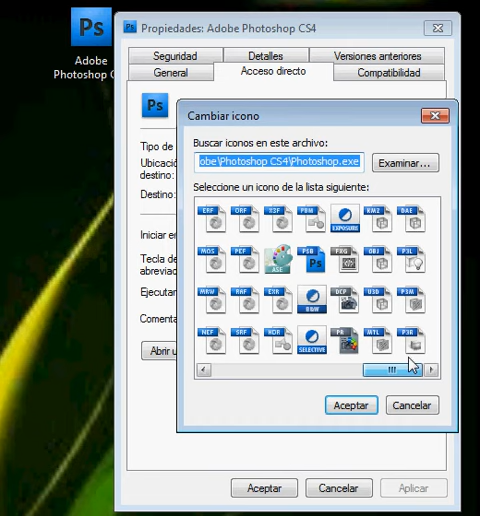 Ps
Adobe
Photoshop C
Ps Propiedades: Adobe Photoshop CS4
Seguridad Detalles Versiones anteriores
General Acceso directo Compatibilidad
Ps
Tipo de
Ubicació
destino:
Destino:
Iniciar en
Tecla de
abreviac
Ejecutar
Comenta
Abrir u
Cambiar icono
Buscar iconos en este archivo:
obe\Photoshop CS4\Photoshop.exe
Examinar...
Seleccione un icono de la lista siguiente:
ERF ORF PBM EXPOSURE KMZ DAE
MOS PEF ASE PSB Ps OBJ P3L
MRW RAF EXR B&W DCP U3D P3M
NEF SRF HDR SELECTIVE MTL P3R
Aceptar Cancelar
Aceptar Cancelar Aplicar